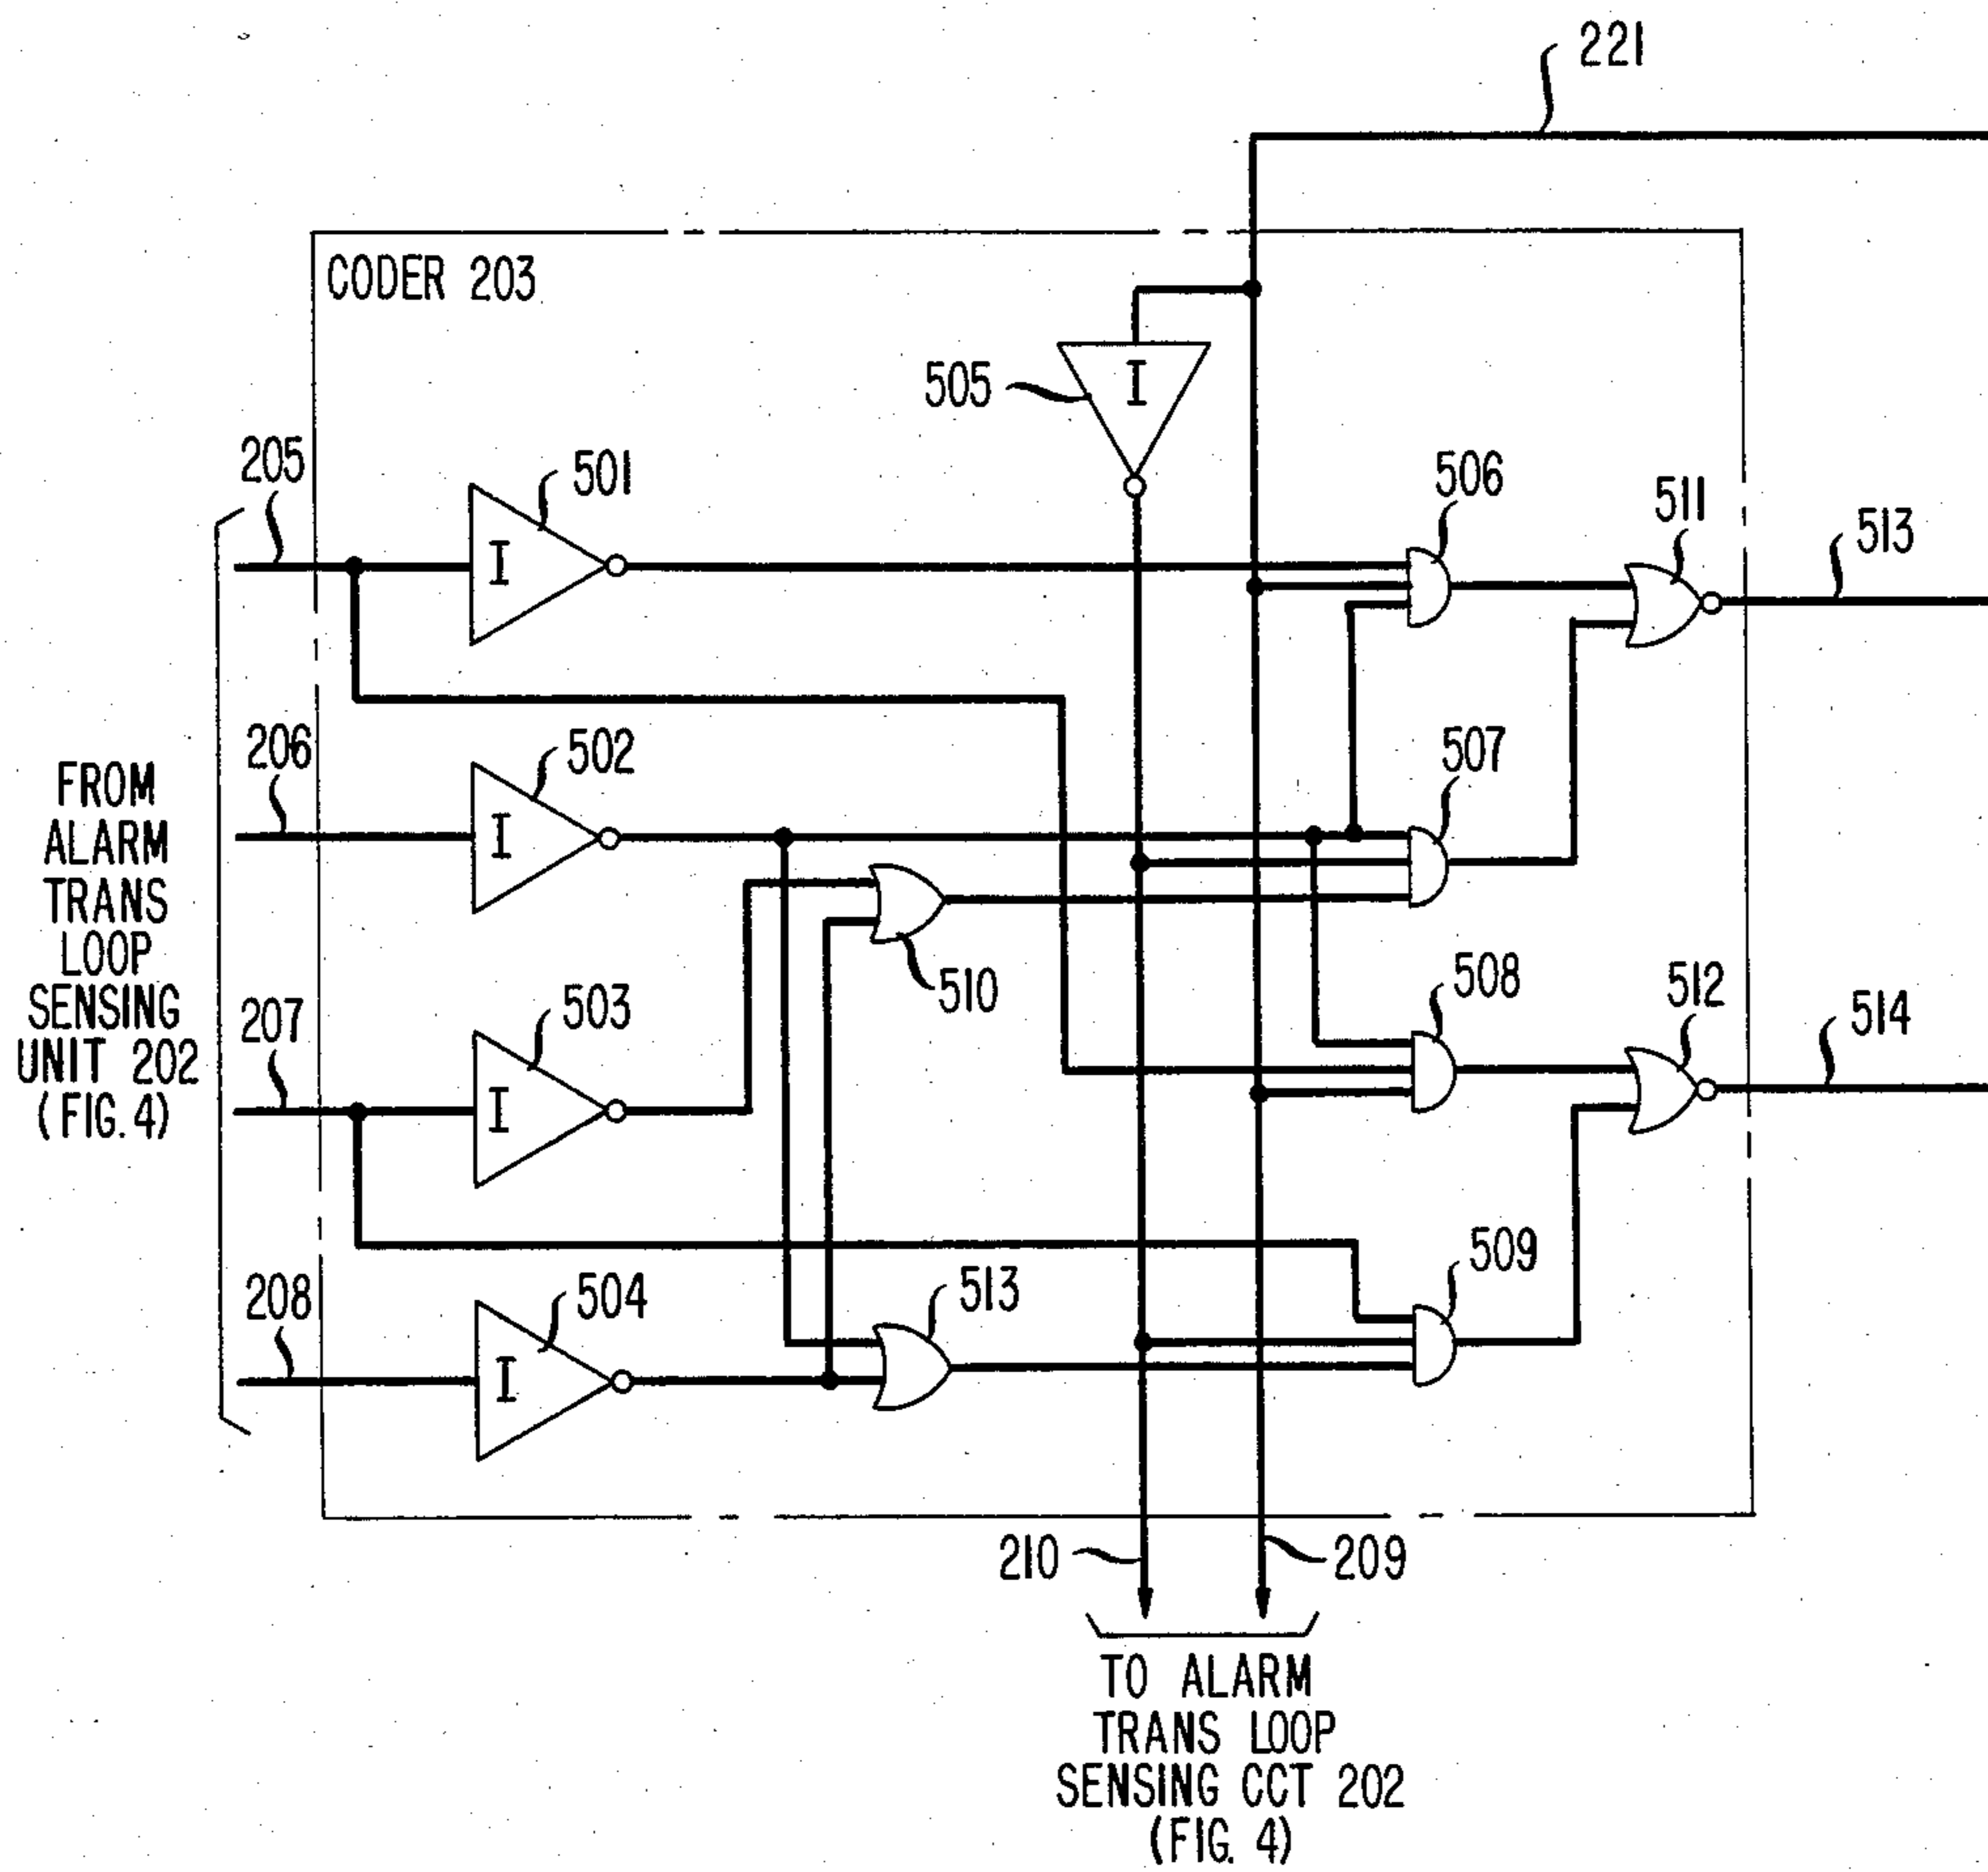 221
CODER 203
505
I
205
501
I
506
511
513
206
502
I
507
FROM
ALARM
TRANS
LOOP
SENSING
UNIT 202
(FIG. 4)
510
207
503
I
508
512
514
208
504
I
513
509
210
209
TO ALARM
TRANS LOOP
SENSING CCT 202
(FIG. 4)